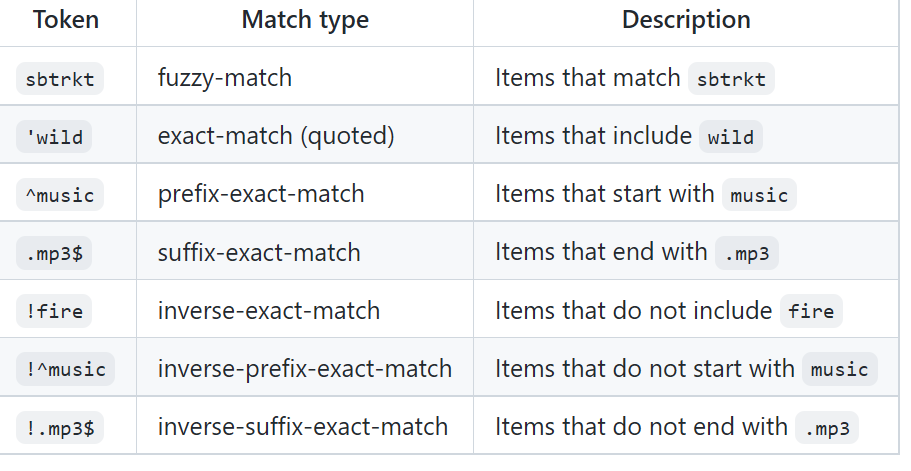 Token Match type Description
sbtrkt fuzzy-match Items that match sbtrkt
'wild exact-match (quoted) Items that include wild
^music prefix-exact-match Items that start with music
.mp3$ suffix-exact-match Items that end with .mp3
!fire inverse-exact-match Items that do not include fire
!^music inverse-prefix-exact-match Items that do not start with music
!.mp3$ inverse-suffix-exact-match Items that do not end with .mp3